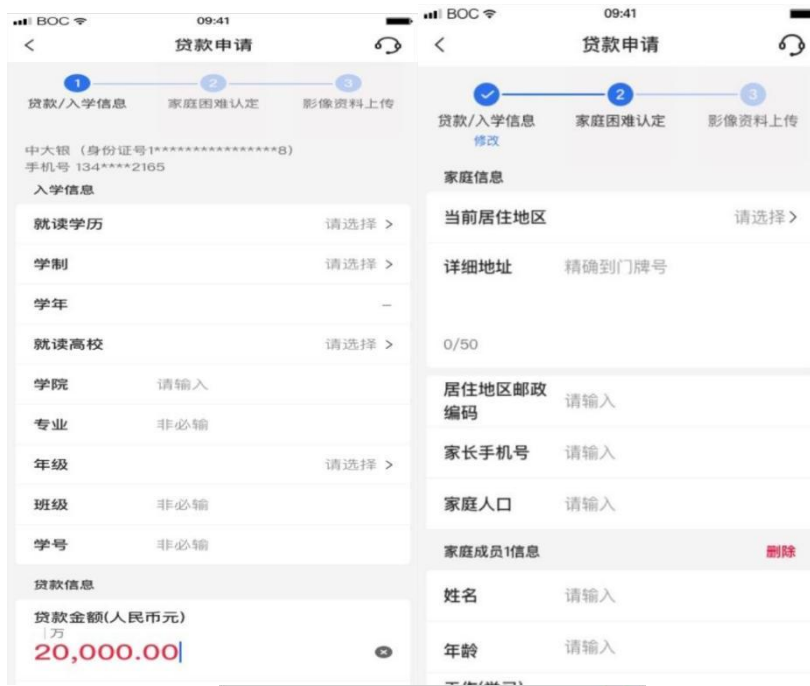 BOC 09:41
贷款申请
1 2 3
贷款/入学信息 家庭困难认定 影像资料上传
中大银（身份证号1****************8）
手机号 134****2165
入学信息
就读学历 请选择 >
学制 请选择 >
学年 –
就读高校 请选择 >
学院 请输入
专业 非必输
年级 请选择 >
班级 非必输
学号 非必输
贷款信息
贷款金额(人民币元)
万
20,000.00
BOC 09:41
贷款申请
2 3
贷款/入学信息 家庭困难认定 影像资料上传
修改
家庭信息
当前居住地区 请选择 >
详细地址 精确到门牌号
0/50
居住地区邮政
编码 请输入
家长手机号 请输入
家庭人口 请输入
家庭成员1信息 删除
姓名 请输入
年龄 请输入